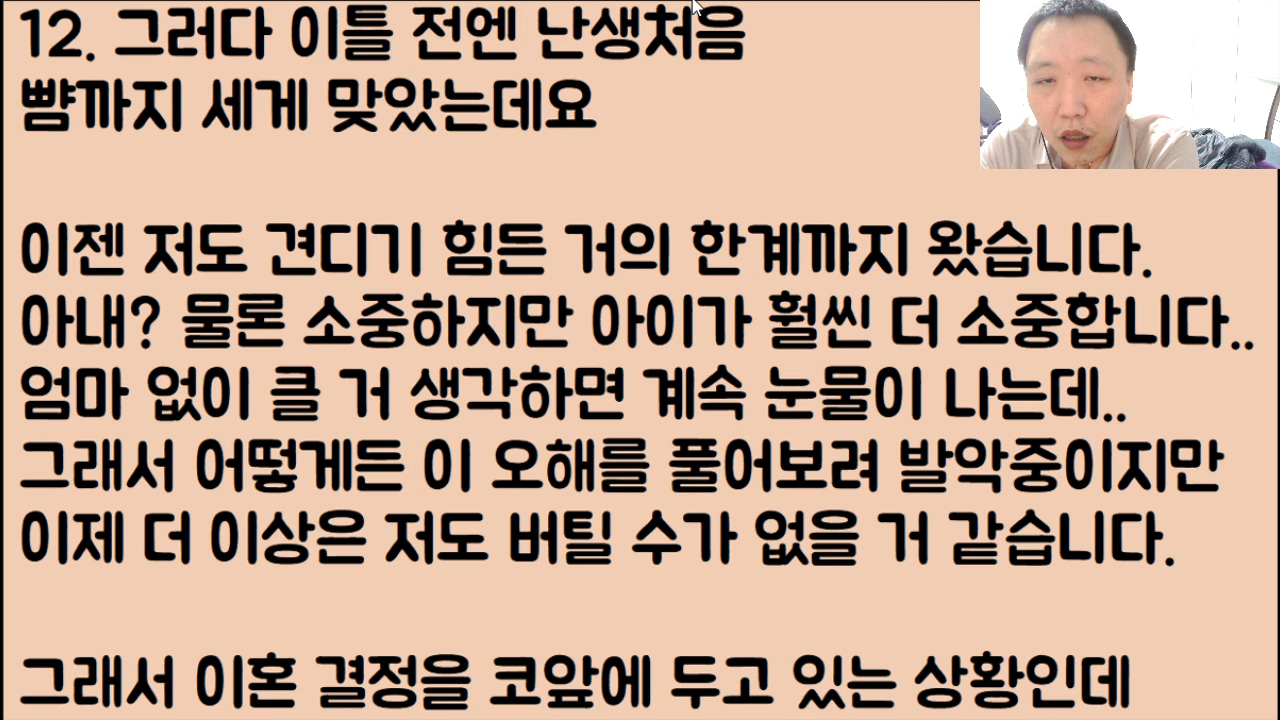 12. 그러다 이틀 전엔 난생처음
뺨까지 세게 맞았는데요
이젠 저도 견디기 힘든 거의 한계까지 왔습니다.
아내? 물론 소중하지만 아이가 훨씬 더 소중합니다..
엄마 없이 클 거 생각하면 계속 눈물이 나는데..
그래서 어떻게든 이 오해를 풀어보려 발악중이지만
이제 더 이상은 저도 버틸 수가 없을 거 같습니다.
그래서 이혼 결정을 코앞에 두고 있는 상황인데